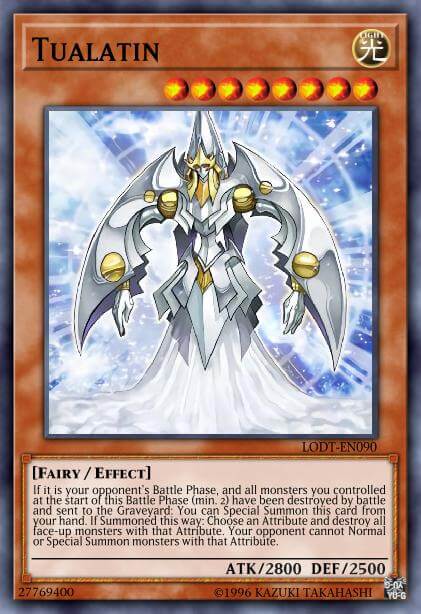 TUALATIN
LIGHT
光
LODT-EN090
[FAIRY / EFFECT]
If it is your opponent's Battle Phase, and all monsters you controlled
at the start of this Battle Phase (min. 2) have been destroyed by battle
and sent to the Graveyard: You can Special Summon this card from
your hand. If Summoned this way: Choose an Attribute and destroy all
face-up monsters with that Attribute. Your opponent cannot Normal
or Special Summon monsters with that Attribute.
ATK/2800 DEF/2500
27769400
©1996 KAZUKI TAKAHASHI